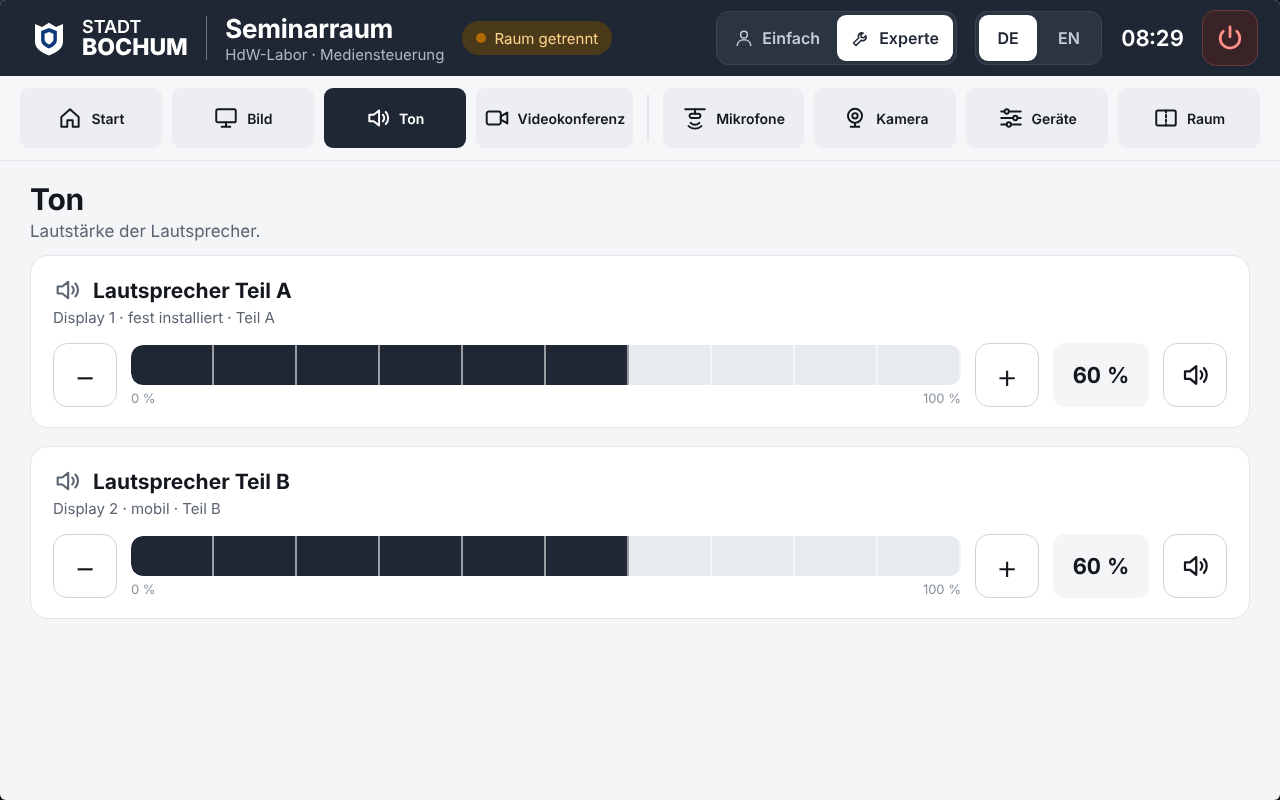 STADT
BOCHUM
Seminarraum
HdW-Labor · Mediensteuerung
Raum getrennt
Einfach
Experte
DE
EN
08:29
Start
Bild
Ton
Videokonferenz
Mikrofone
Kamera
Geräte
Raum
Ton
Lautstärke der Lautsprecher.
Lautsprecher Teil A
Display 1 · fest installiert · Teil A
−
+
60 %
0 %
100 %
Lautsprecher Teil B
Display 2 · mobil · Teil B
−
+
60 %
0 %
100 %